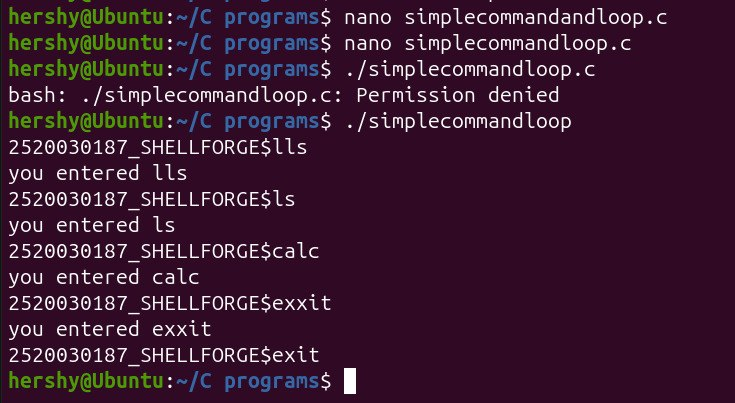 hershy@Ubuntu:~/C programs$ nano simplecommandandloop.c
hershy@Ubuntu:~/C programs$ nano simplecommandloop.c
hershy@Ubuntu:~/C programs$ ./simplecommandloop.c
bash: ./simplecommandloop.c: Permission denied
hershy@Ubuntu:~/C programs$ ./simplecommandloop
2520030187_SHELLFORGE$lls
you entered lls
2520030187_SHELLFORGE$ls
you entered ls
2520030187_SHELLFORGE$calc
you entered calc
2520030187_SHELLFORGE$exxit
you entered exxit
2520030187_SHELLFORGE$exit
hershy@Ubuntu:~/C programs$